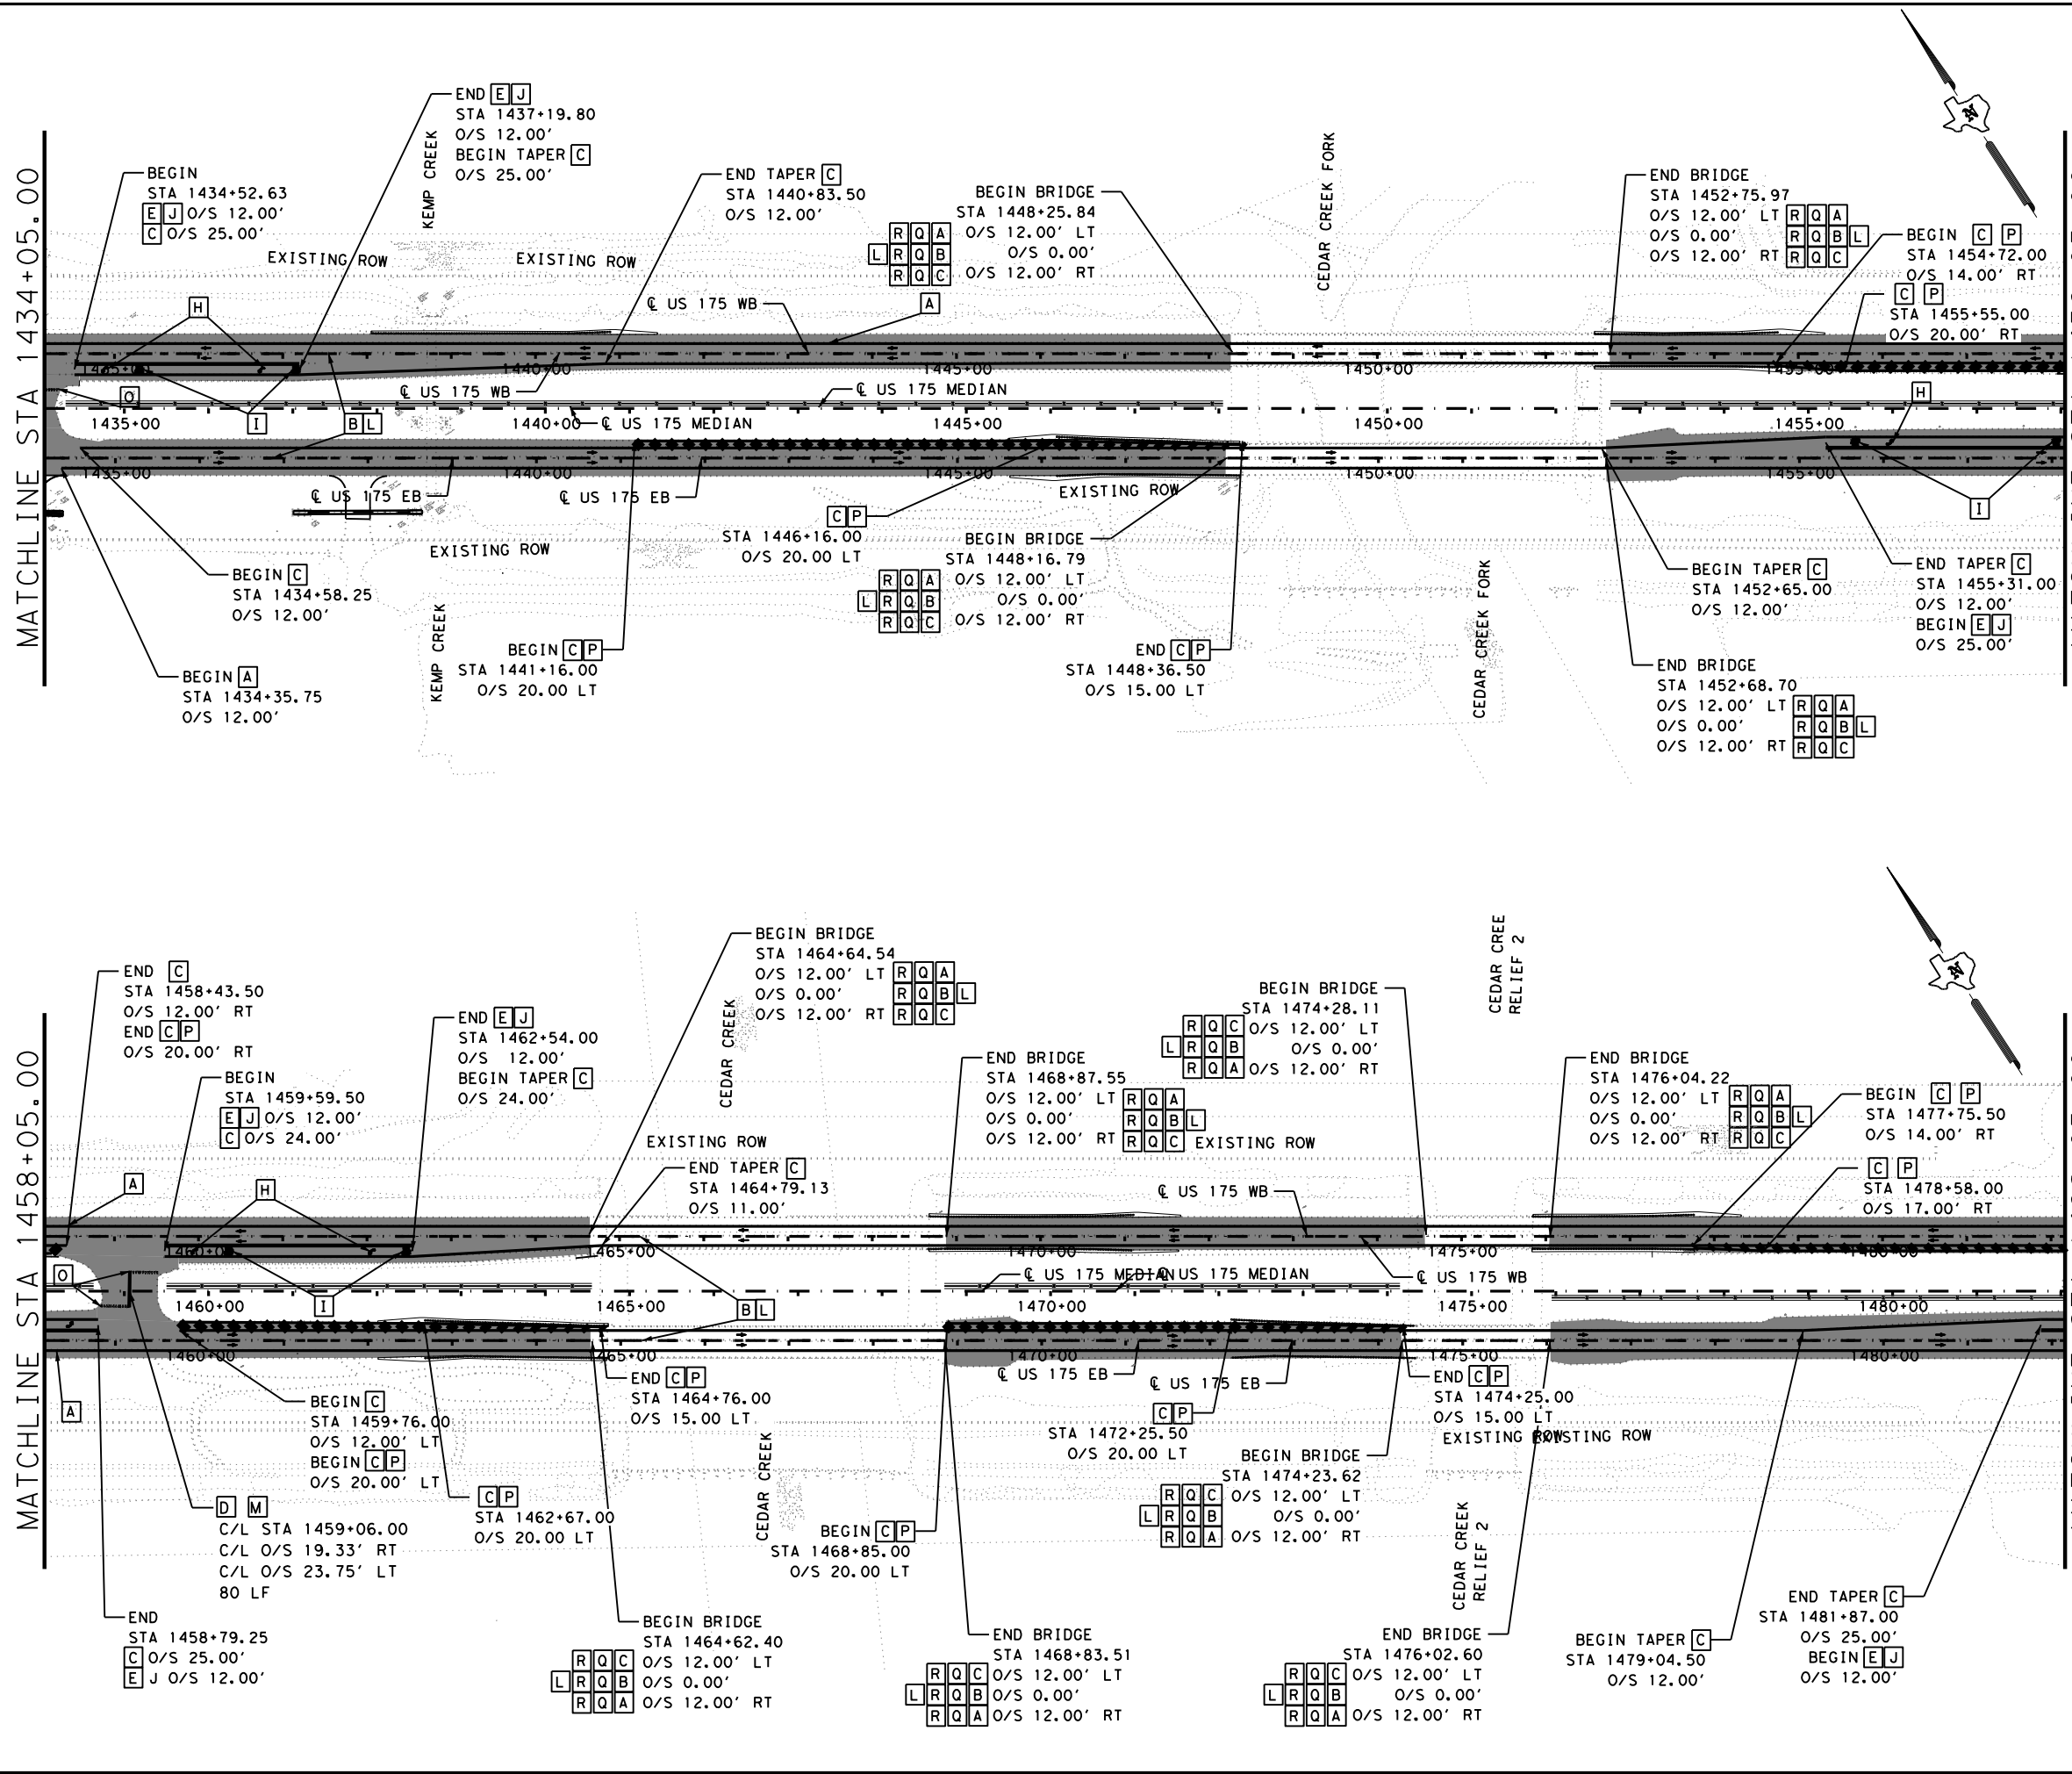 MATCHLINE STA 1434+05.00
BEGIN
STA 1434+52.63
E J O/S 12.00'
C O/S 25.00'
END E J
STA 1437+19.80
O/S 12.00'
BEGIN TAPER C
O/S 25.00'
KEMP CREEK
EXISTING ROW
EXISTING ROW
END TAPER C
STA 1440+83.50
O/S 12.00'
BEGIN BRIDGE
STA 1448+25.84
R Q A O/S 12.00' LT
L R Q B O/S 0.00'
R Q C O/S 12.00' RT
CEDAR CREEK FORK
END BRIDGE
STA 1452+75.97
O/S 12.00' LT R Q A
O/S 0.00' R Q B L
O/S 12.00' RT R Q C
BEGIN C P
STA 1454+72.00
O/S 14.00' RT
C P
STA 1455+55.00
O/S 20.00' RT
H
℄ US 175 WB
A
1435+00
1440+00
1445+00
1450+00
1455+00
℄ US 175 WB
℄ US 175 MEDIAN
H
O
I
B L
1435+00
1440+00
℄ US 175 MEDIAN
1445+00
1450+00
1455+00
1435+00
1440+00
1445+00
1450+00
1455+00
℄ US 175 EB
℄ US 175 EB
EXISTING ROW
I
C P
STA 1446+16.00
O/S 20.00 LT
EXISTING ROW
BEGIN BRIDGE
STA 1448+16.79
R Q A O/S 12.00' LT
L R Q B O/S 0.00'
R Q C O/S 12.00' RT
BEGIN C
STA 1434+58.25
O/S 12.00'
BEGIN A
STA 1434+35.75
O/S 12.00'
KEMP CREEK
BEGIN C P
STA 1441+16.00
O/S 20.00 LT
END C P
STA 1448+36.50
O/S 15.00 LT
CEDAR CREEK FORK
BEGIN TAPER C
STA 1452+65.00
O/S 12.00'
END TAPER C
STA 1455+31.00
O/S 12.00'
BEGIN E J
O/S 25.00'
END BRIDGE
STA 1452+68.70
O/S 12.00' LT R Q A
O/S 0.00' R Q B L
O/S 12.00' RT R Q C
MATCHLINE STA 1458+05.00
END C
STA 1458+43.50
O/S 12.00' RT
END C P
O/S 20.00' RT
BEGIN
STA 1459+59.50
E J O/S 12.00'
C O/S 24.00'
END E J
STA 1462+54.00
O/S 12.00'
BEGIN TAPER C
O/S 24.00'
BEGIN BRIDGE
STA 1464+64.54
O/S 12.00' LT R Q A
O/S 0.00' R Q B L
O/S 12.00' RT R Q C
CEDAR CREEK
EXISTING ROW
END TAPER C
STA 1464+79.13
O/S 11.00'
END BRIDGE
STA 1468+87.55
O/S 12.00' LT R Q A
O/S 0.00' R Q B L
O/S 12.00' RT R Q C
EXISTING ROW
BEGIN BRIDGE
STA 1474+28.11
R Q C O/S 12.00' LT
L R Q B O/S 0.00'
R Q A O/S 12.00' RT
CEDAR CREE
RELIEF 2
END BRIDGE
STA 1476+04.22
O/S 12.00' LT R Q A
O/S 0.00' R Q B L
O/S 12.00' RT R Q C
BEGIN C P
STA 1477+75.50
O/S 14.00' RT
C P
STA 1478+58.00
O/S 17.00' RT
A
H
℄ US 175 WB
1460+00
1465+00
1470+00
1475+00
1480+00
O
℄ US 175 MEDIAN
℄ US 175 MEDIAN
℄ US 175 WB
I
B L
1460+00
1465+00
1470+00
1475+00
1480+00
1460+00
1465+00
1470+00
1475+00
1480+00
℄ US 175 EB
℄ US 175 EB
A
BEGIN C
STA 1459+76.00
O/S 12.00' LT
BEGIN C P
O/S 20.00' LT
END C P
STA 1464+76.00
O/S 15.00 LT
C P
STA 1472+25.50
O/S 20.00 LT
END C P
STA 1474+25.00
O/S 15.00 LT
EXISTING ROW
EXISTING ROW
D M
C/L STA 1459+06.00
C/L O/S 19.33' RT
C/L O/S 23.75' LT
80 LF
C P
STA 1462+67.00
O/S 20.00 LT
CEDAR CREEK
BEGIN C P
STA 1468+85.00
O/S 20.00 LT
BEGIN BRIDGE
STA 1474+23.62
R Q C O/S 12.00' LT
L R Q B O/S 0.00'
R Q A O/S 12.00' RT
CEDAR CREEK
RELIEF 2
END
STA 1458+79.25
C O/S 25.00'
E J O/S 12.00'
BEGIN BRIDGE
STA 1464+62.40
R Q C O/S 12.00' LT
L R Q B O/S 0.00'
R Q A O/S 12.00' RT
END BRIDGE
STA 1468+83.51
R Q C O/S 12.00' LT
L R Q B O/S 0.00'
R Q A O/S 12.00' RT
END BRIDGE
STA 1476+02.60
R Q C O/S 12.00' LT
L R Q B O/S 0.00'
R Q A O/S 12.00' RT
BEGIN TAPER C
STA 1479+04.50
O/S 12.00'
END TAPER C
STA 1481+87.00
O/S 25.00'
BEGIN E J
O/S 12.00'